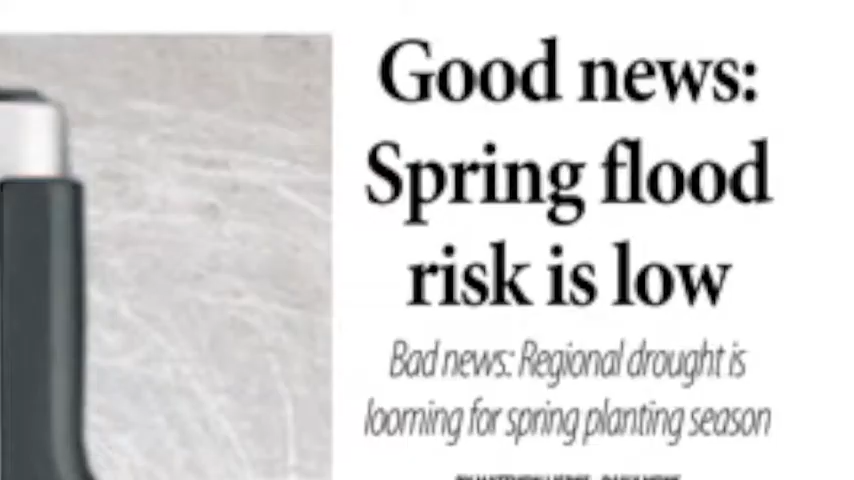 Good news:
Spring flood
risk is low
Bad news: Regional drought is
looming for spring planting season